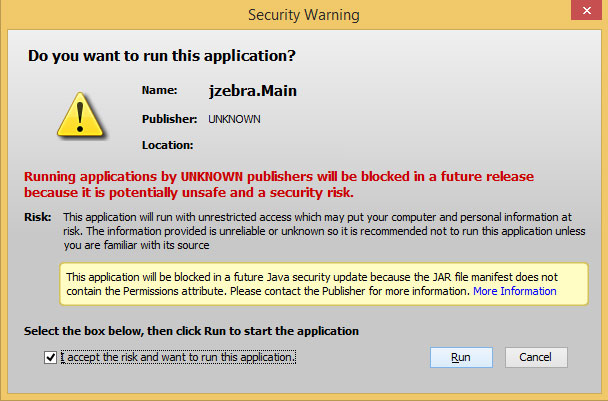 Security Warning
Do you want to run this application?
Name: jzebra.Main
Publisher: UNKNOWN
Location:
Running applications by UNKNOWN publishers will be blocked in a future release
because it is potentially unsafe and a security risk.
Risk: This application will run with unrestricted access which may put your computer and personal information at
risk. The information provided is unreliable or unknown so it is recommended not to run this application unless
you are familiar with its source
This application will be blocked in a future Java security update because the JAR file manifest does not
contain the Permissions attribute. Please contact the Publisher for more information. More Information
Select the box below, then click Run to start the application
I accept the risk and want to run this application. Run Cancel